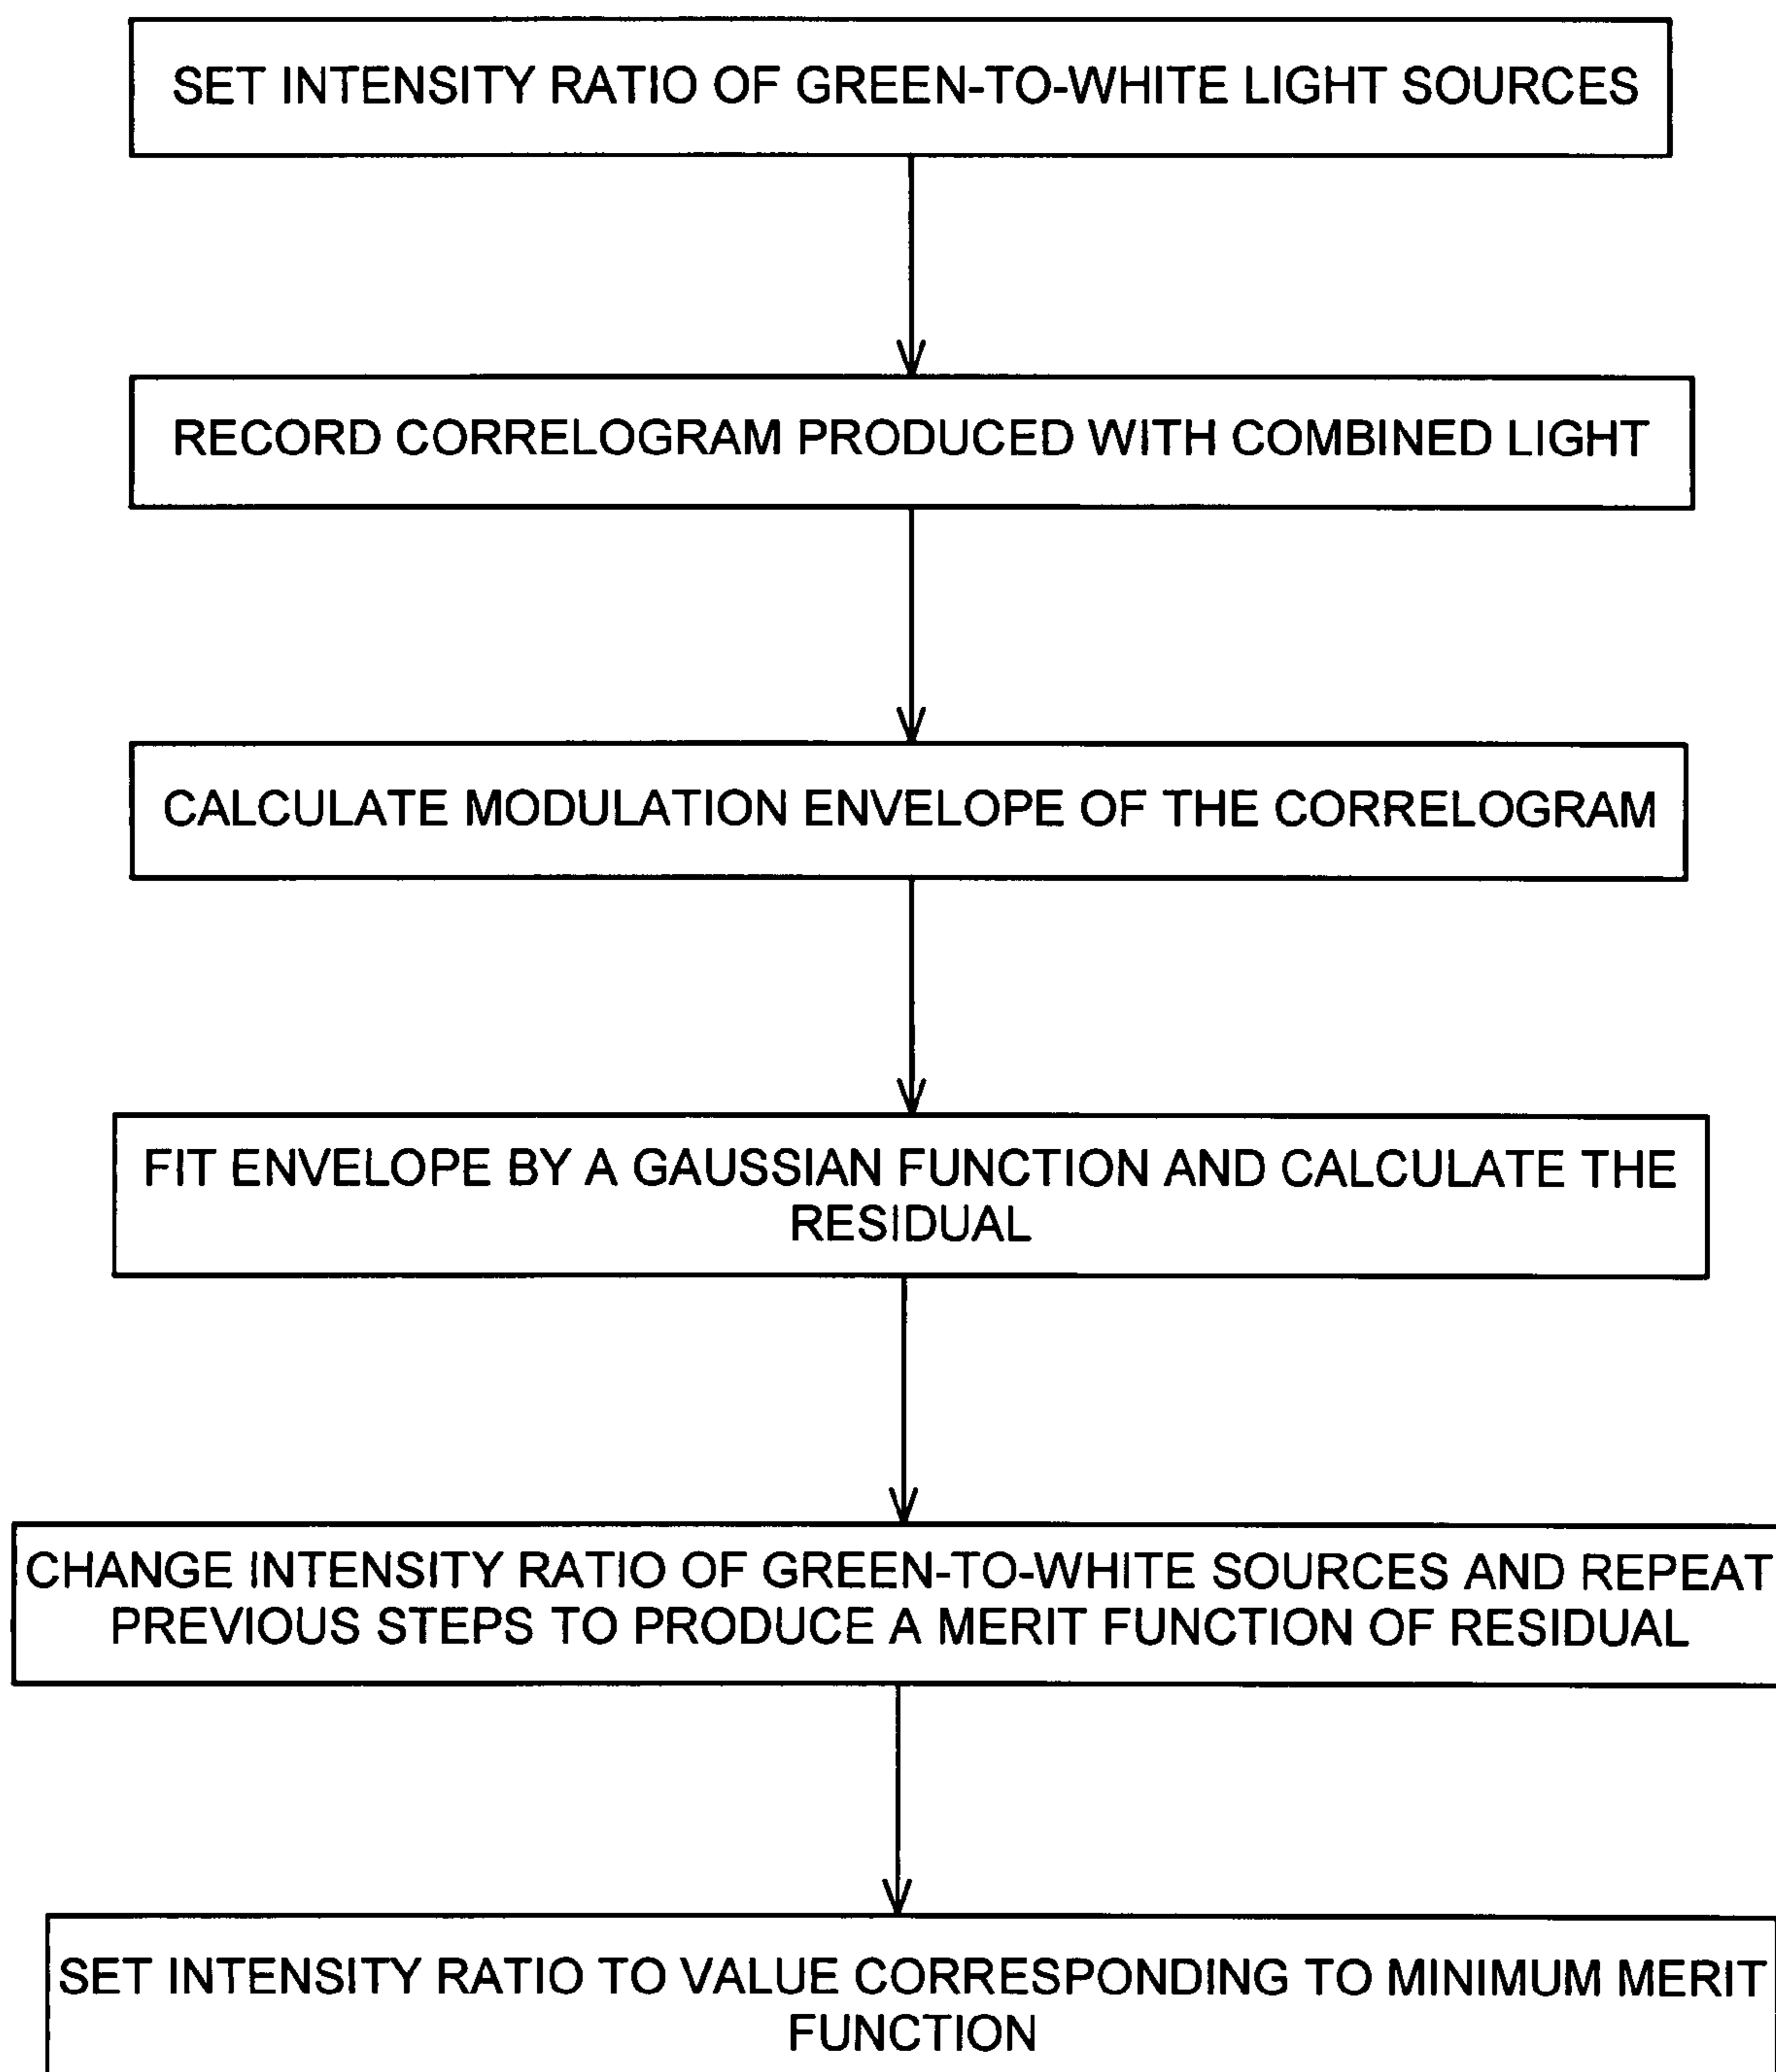 SET INTENSITY RATIO OF GREEN-TO-WHITE LIGHT SOURCES
RECORD CORRELOGRAM PRODUCED WITH COMBINED LIGHT
CALCULATE MODULATION ENVELOPE OF THE CORRELOGRAM
FIT ENVELOPE BY A GAUSSIAN FUNCTION AND CALCULATE THE
RESIDUAL
CHANGE INTENSITY RATIO OF GREEN-TO-WHITE SOURCES AND REPEAT
PREVIOUS STEPS TO PRODUCE A MERIT FUNCTION OF RESIDUAL
SET INTENSITY RATIO TO VALUE CORRESPONDING TO MINIMUM MERIT
FUNCTION